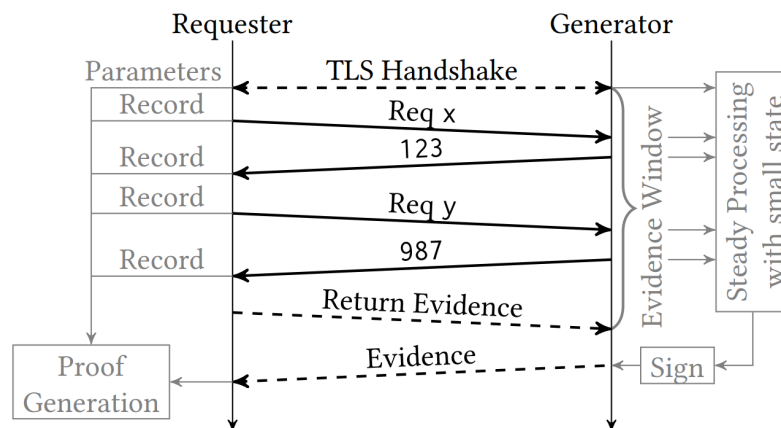 Requester
Generator
Parameters
TLS Handshake
Record
Req x
Record
123
Record
Req y
Record
987
Return Evidence
Evidence
Evidence Window
Steady Processing
with small state
Proof
Generation
Sign